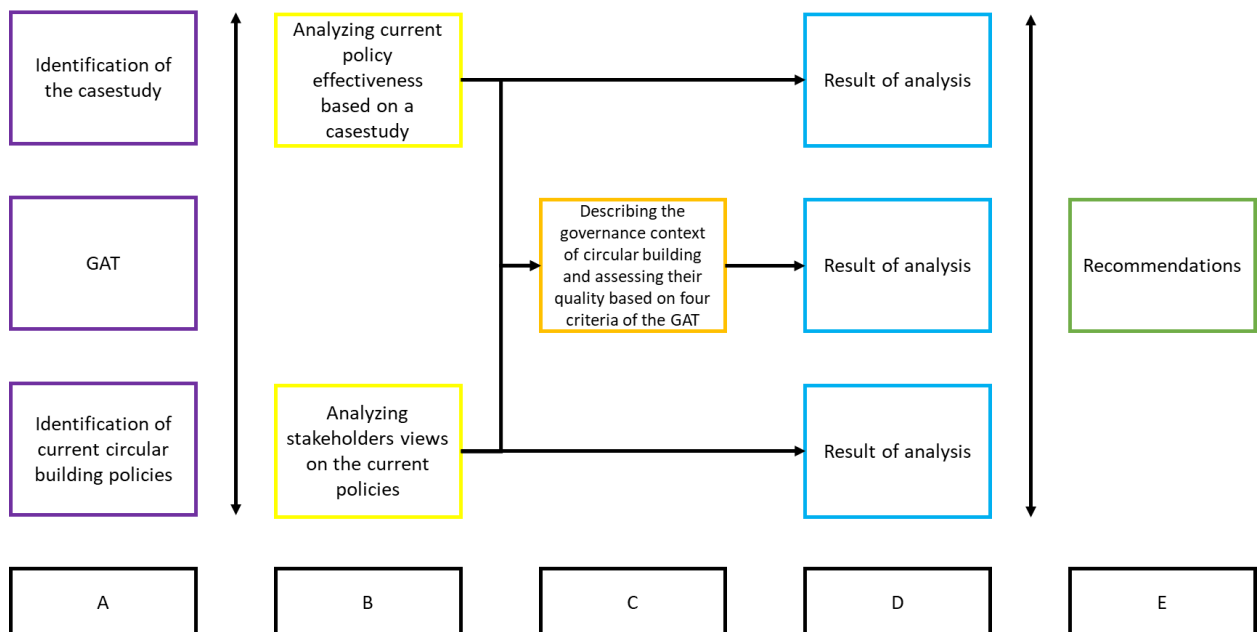 Identification of
the casestudy
GAT
Identification of
current circular
building policies
Analyzing current
policy
effectiveness
based on a
casestudy
Analyzing
stakeholders views
on the current
policies
Describing the
governance context
of circular building
and assessing their
quality based on four
criteria of the GAT
Result of analysis
Result of analysis
Result of analysis
Recommendations
A
B
C
D
E